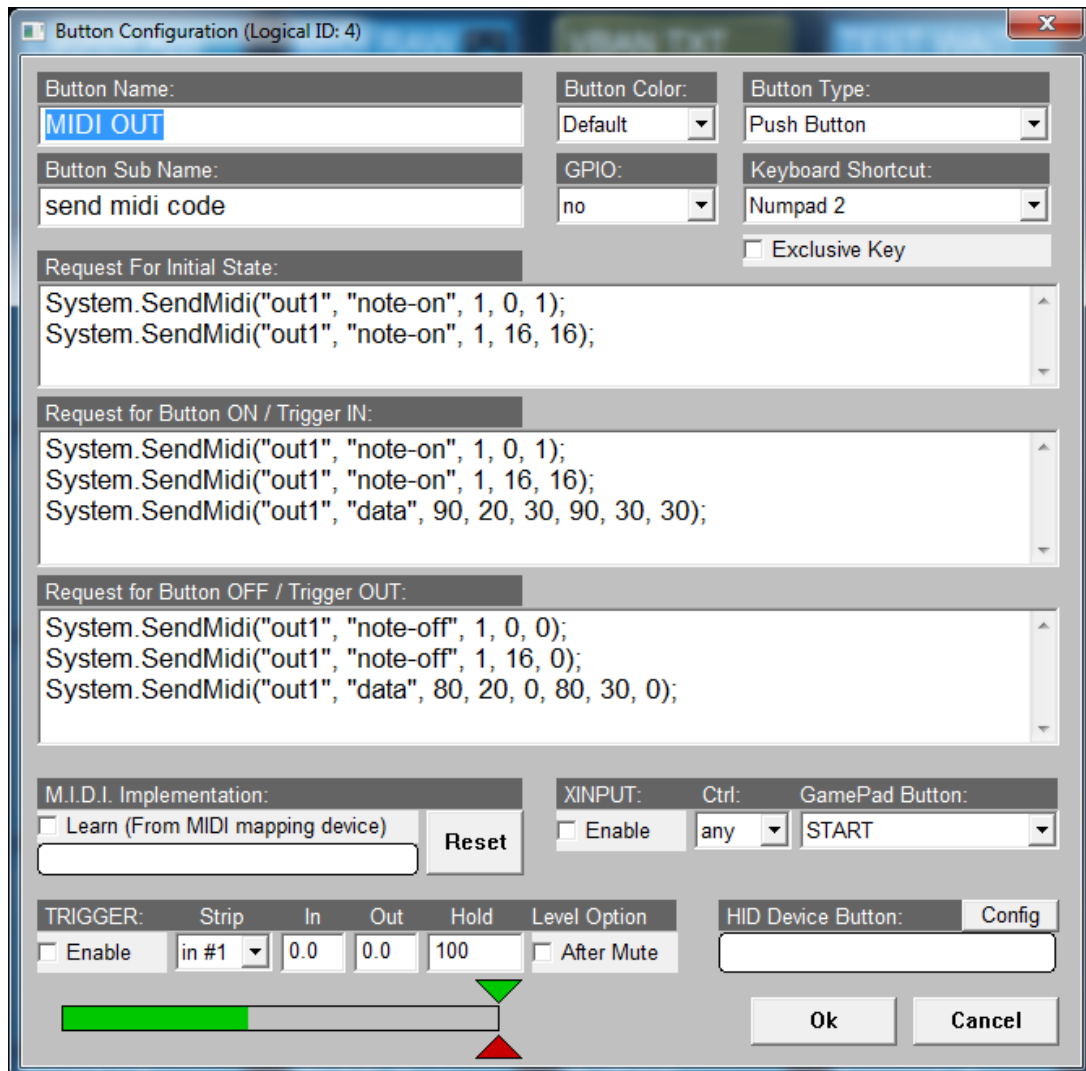 Button Configuration (Logical ID: 4)
VBAN TXT
Button Name:
Button Color:
Button Type:
MIDI OUT
Default
Push Button
Button Sub Name:
GPIO:
Keyboard Shortcut:
send midi code
no
Numpad 2
Exclusive Key
Request For Initial State:
System.SendMidi("out1", "note-on", 1, 0, 1);
System.SendMidi("out1", "note-on", 1, 16, 16);
Request for Button ON / Trigger IN:
System.SendMidi("out1", "note-on", 1, 0, 1);
System.SendMidi("out1", "note-on", 1, 16, 16);
System.SendMidi("out1", "data", 90, 20, 30, 90, 30, 30);
Request for Button OFF / Trigger OUT:
System.SendMidi("out1", "note-off", 1, 0, 0);
System.SendMidi("out1", "note-off", 1, 16, 0);
System.SendMidi("out1", "data", 80, 20, 0, 80, 30, 0);
M.I.D.I. Implementation:
XINPUT: Ctrl: GamePad Button:
Learn (From MIDI mapping device)
Reset
Enable
any
START
TRIGGER: Strip In Out Hold Level Option
HID Device Button:
Config
Enable
in #1
0.0
0.0
100
After Mute
Ok
Cancel